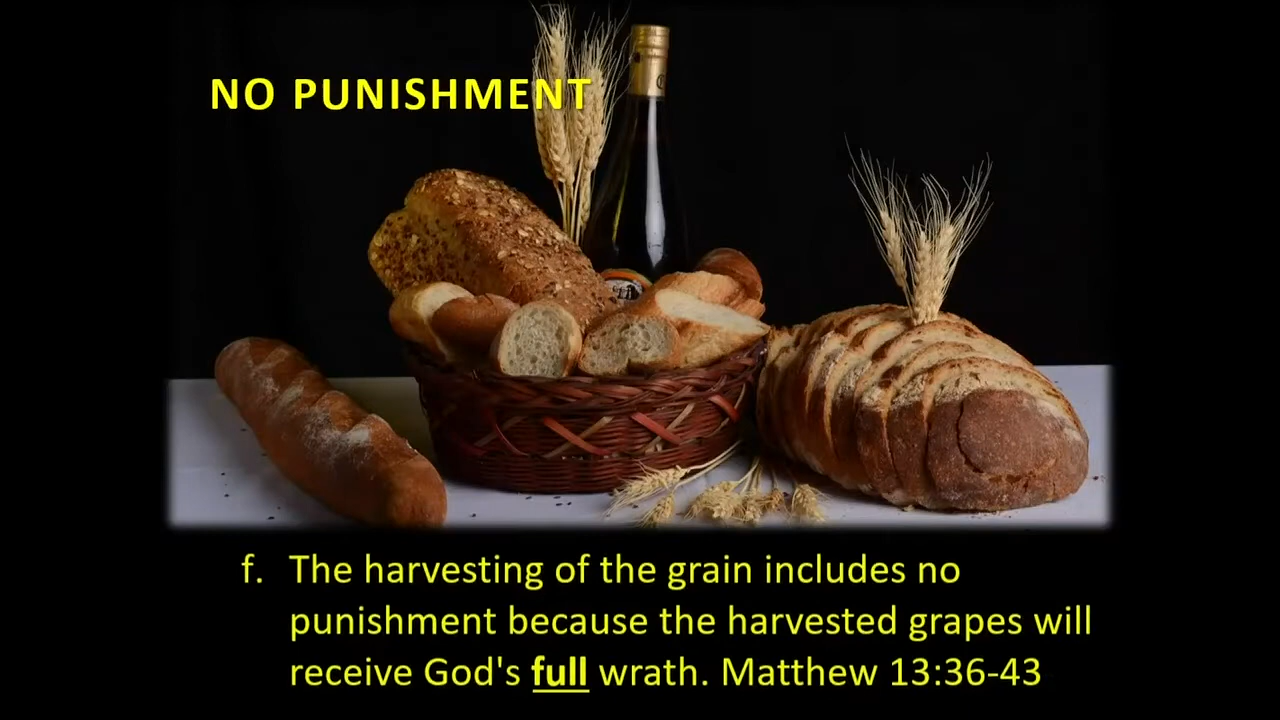 NO PUNISHMENT
f. The harvesting of the grain includes no
punishment because the harvested grapes will
receive God's full wrath. Matthew 13:36-43